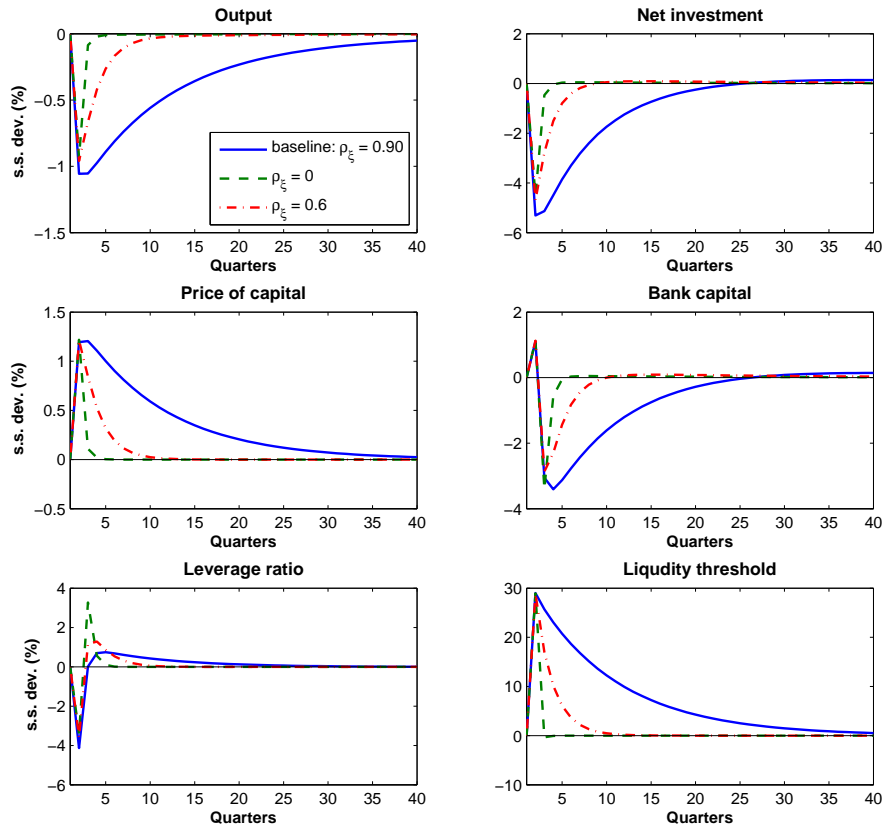 Output
s.s. dev. (%)
0
−0.5
−1
−1.5
baseline: ρξ = 0.90
ρξ = 0
ρξ = 0.6
5 10 15 20 25 30 35 40
Quarters
Net investment
2
0
−2
−4
−6
5 10 15 20 25 30 35 40
Quarters
Price of capital
s.s. dev. (%)
1.5
1
0.5
0
−0.5
5 10 15 20 25 30 35 40
Quarters
Bank capital
2
0
−2
−4
5 10 15 20 25 30 35 40
Quarters
Leverage ratio
s.s. dev. (%)
4
2
0
−2
−4
−6
5 10 15 20 25 30 35 40
Quarters
Liqudity threshold
30
20
10
0
−10
5 10 15 20 25 30 35 40
Quarters